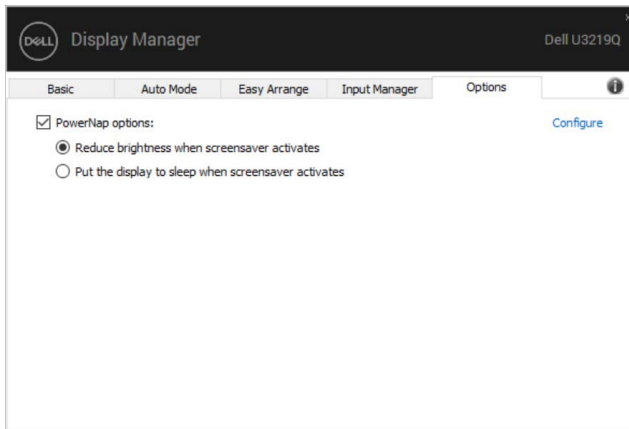 DELL Display Manager Dell U3219Q
Basic Auto Mode Easy Arrange Input Manager Options
PowerNap options: Configure
Reduce brightness when screensaver activates
Put the display to sleep when screensaver activates